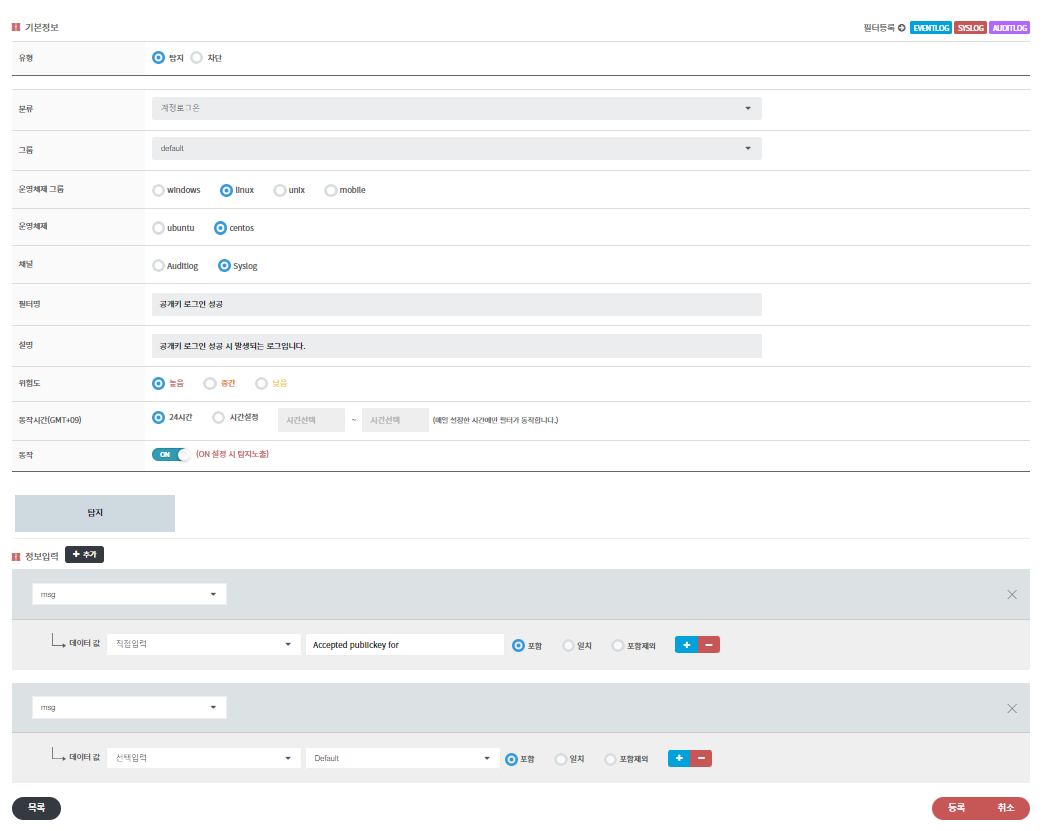 기본정보
필터등록 EVENTLOG SYSLOG AUDITLOG
유형 탐지 차단
분류 계정로그온
그룹 default
운영체제 그룹 windows linux unix mobile
운영체제 ubuntu centos
채널 Auditlog Syslog
필터명 공개키 로그인 성공
설명 공개키 로그인 성공 시 발생되는 로그입니다.
위험도 높음 중간 낮음
동작시간(GMT+09) 24시간 시간설정 시간선택 ~ 시간선택 (매일 설정한 시간에만 필터가 동작합니다.)
동작 ON (ON 설정 시 탐지노출)
탐지
정보입력 + 추가
msg
데이터 값 직접입력 Accepted publickey for 포함 일치 포함제외 + −
msg
데이터 값 선택입력 Default 포함 일치 포함제외 + −
목록 등록 취소